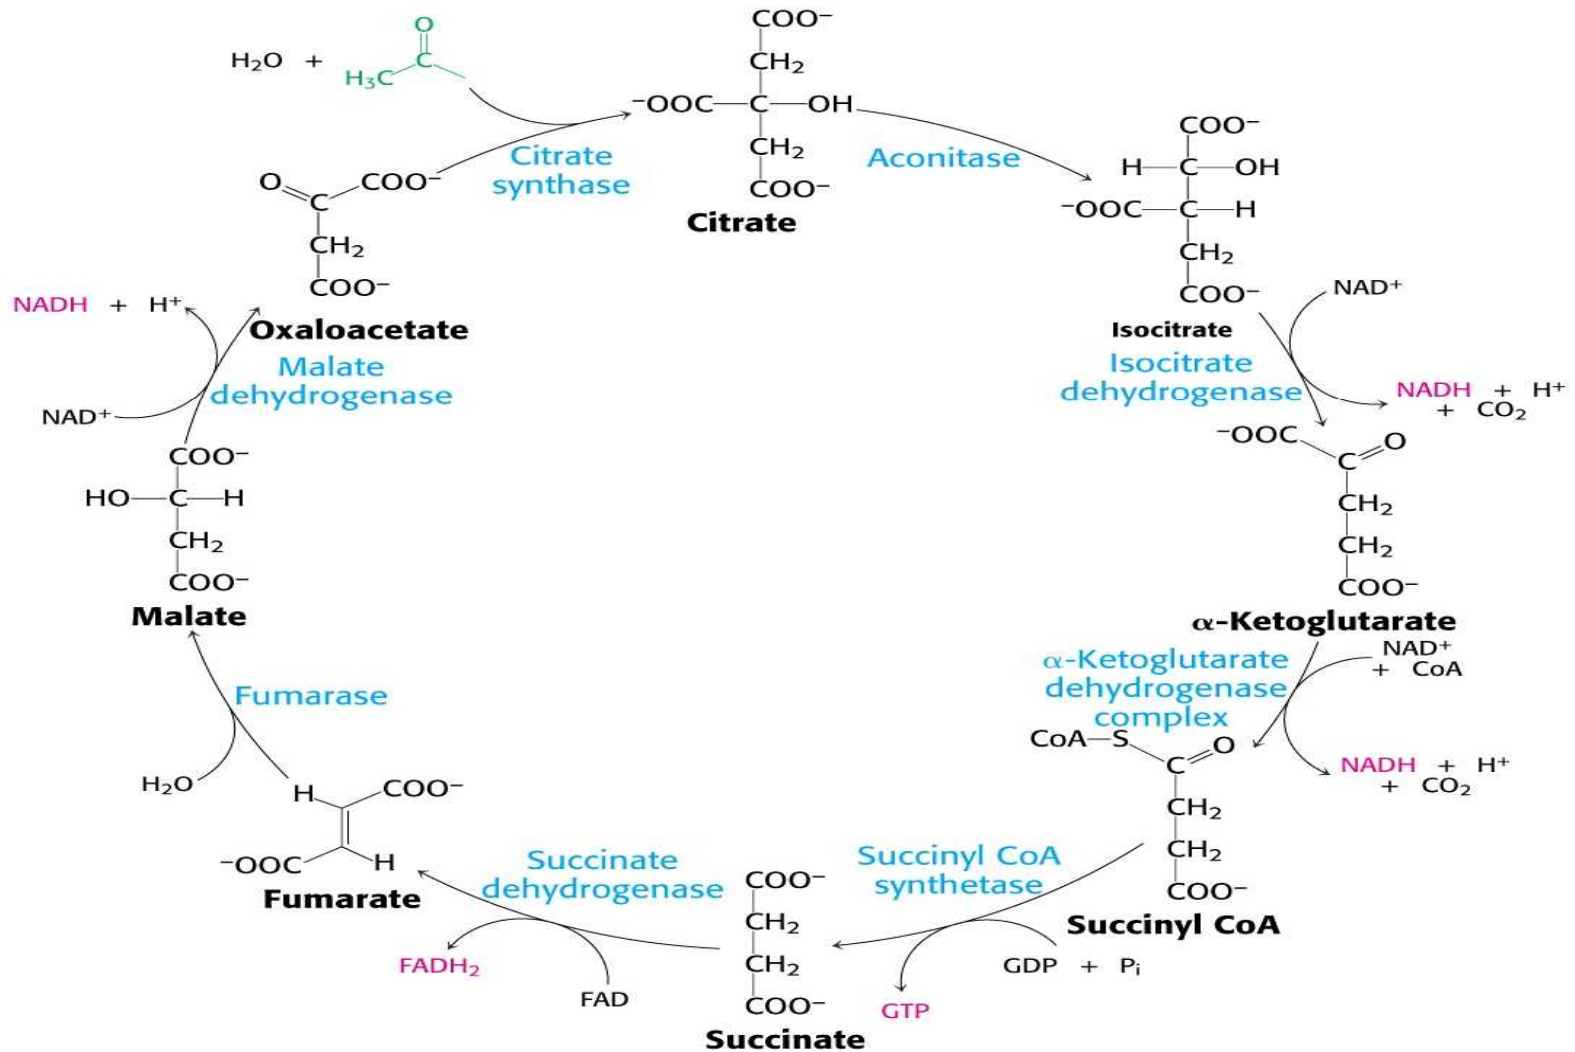 O
H₂O +
H₃C
C
Citrate
synthase
COO⁻
CH₂
⁻OOC—C—OH
CH₂
COO⁻
Citrate
Aconitase
COO⁻
H—C—OH
⁻OOC—C—H
CH₂
COO⁻
Isocitrate
NAD⁺
Isocitrate
dehydrogenase
NADH + H⁺
+ CO₂
⁻OOC
O
C
CH₂
CH₂
COO⁻
α-Ketoglutarate
NAD⁺
+ CoA
α-Ketoglutarate
dehydrogenase
complex
NADH + H⁺
+ CO₂
CoA—S
O
C
CH₂
CH₂
COO⁻
Succinyl CoA
Succinyl CoA
synthetase
GDP + Pᵢ
GTP
COO⁻
CH₂
CH₂
COO⁻
Succinate
Succinate
dehydrogenase
FAD
FADH₂
H
COO⁻
⁻OOC
H
Fumarate
Fumarase
H₂O
COO⁻
HO—C—H
CH₂
COO⁻
Malate
Malate
dehydrogenase
NAD⁺
NADH + H⁺
O
COO⁻
C
CH₂
COO⁻
Oxaloacetate